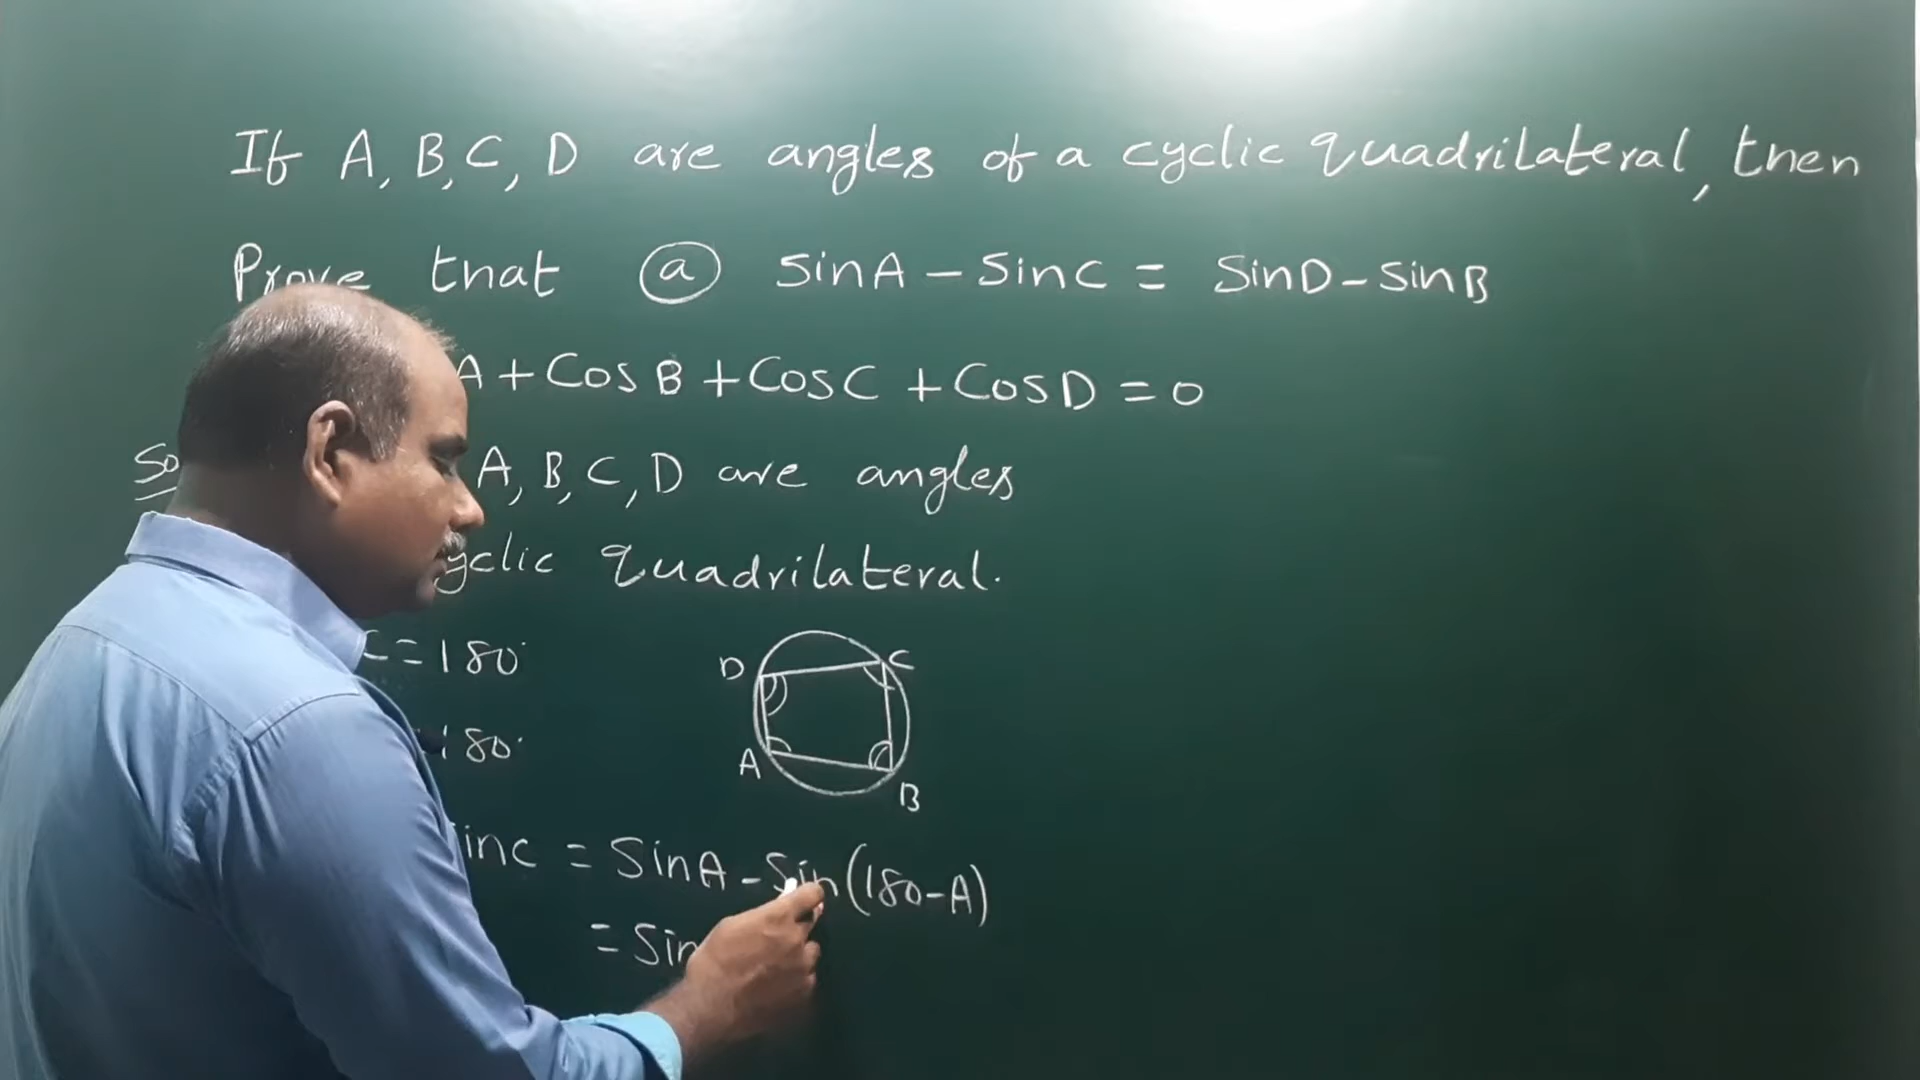 If A, B, C, D are angles of a cyclic quadrilateral, then
Prove that (a) SinA - SinC = SinD - SinB
A + CosB + CosC + CosD = 0
A, B, C, D are angles
yclic quadrilateral.
C = 180°
180°
D C
A B
inc = SinA - Sin(180 - A)
= Sin